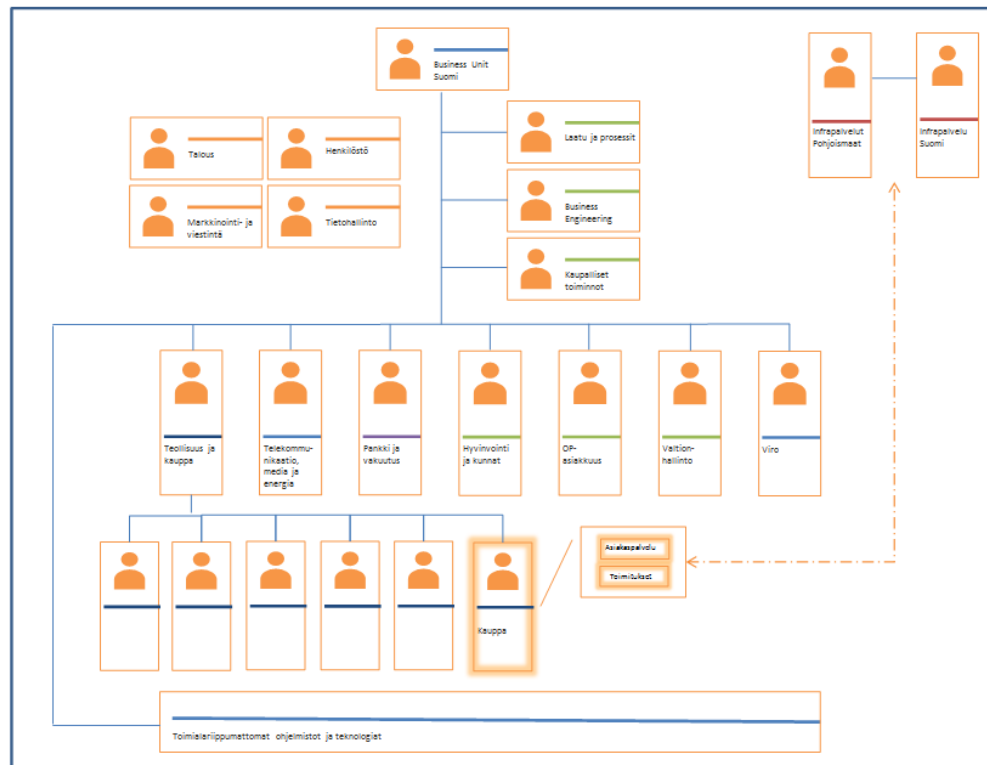 Business Unit
Suomi
Infrapalvelut
Pohjoismaat
Infrapalvelu
Suomi
Laatu ja prosessit
Talous
Henkilöstö
Business
Engineering
Markkinointi- ja
viestintä
Tietohallinto
Kaupalliset
toiminnot
Teollisuus ja
kauppa
Telekommu-
nikaatio,
media ja
energia
Pankki ja
vakuutus
Hyvinvointi
ja kunnat
OP-
asiakkuus
Valtion-
hallinto
Viro
Asiakaspalvelu
Toimitukset
Kauppa
Toimialariippumattomat ohjelmistot ja teknologiat